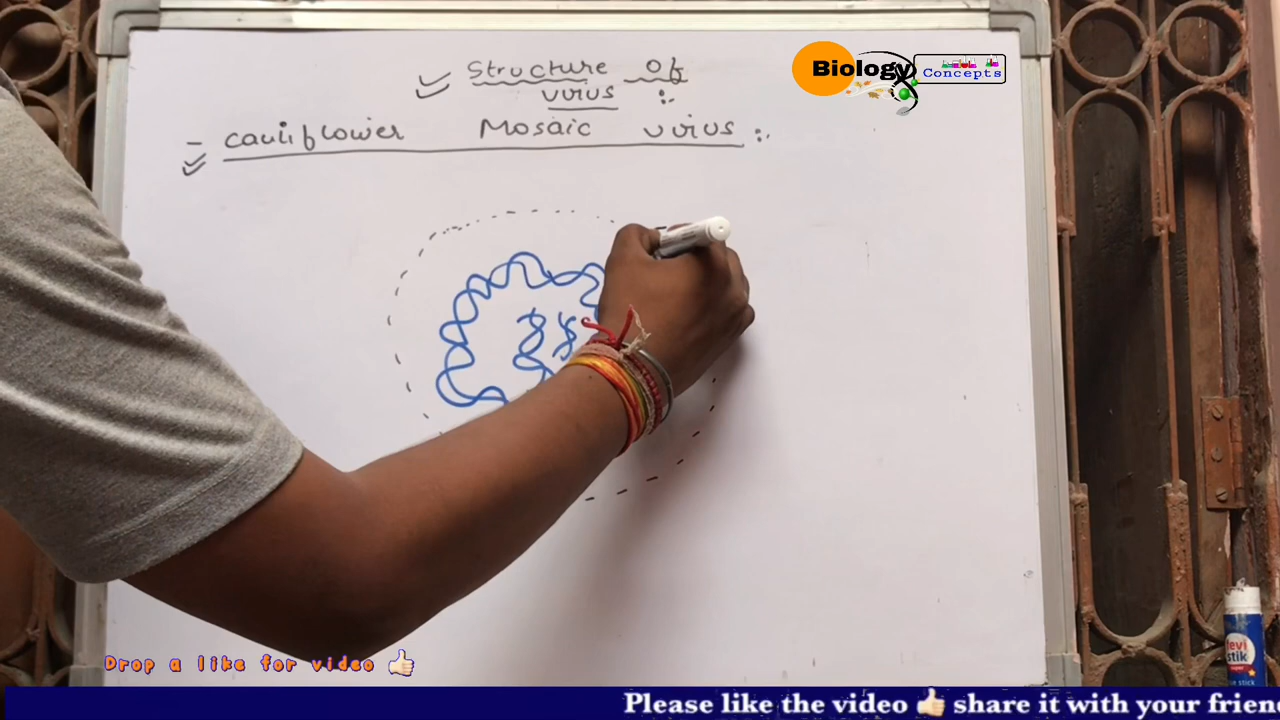 Structure Of
virus :-
Biology
Concepts
- cauliflower Mosaic virus :-
Drop a like for video
Please like the video 👍🏻 share it with your frien